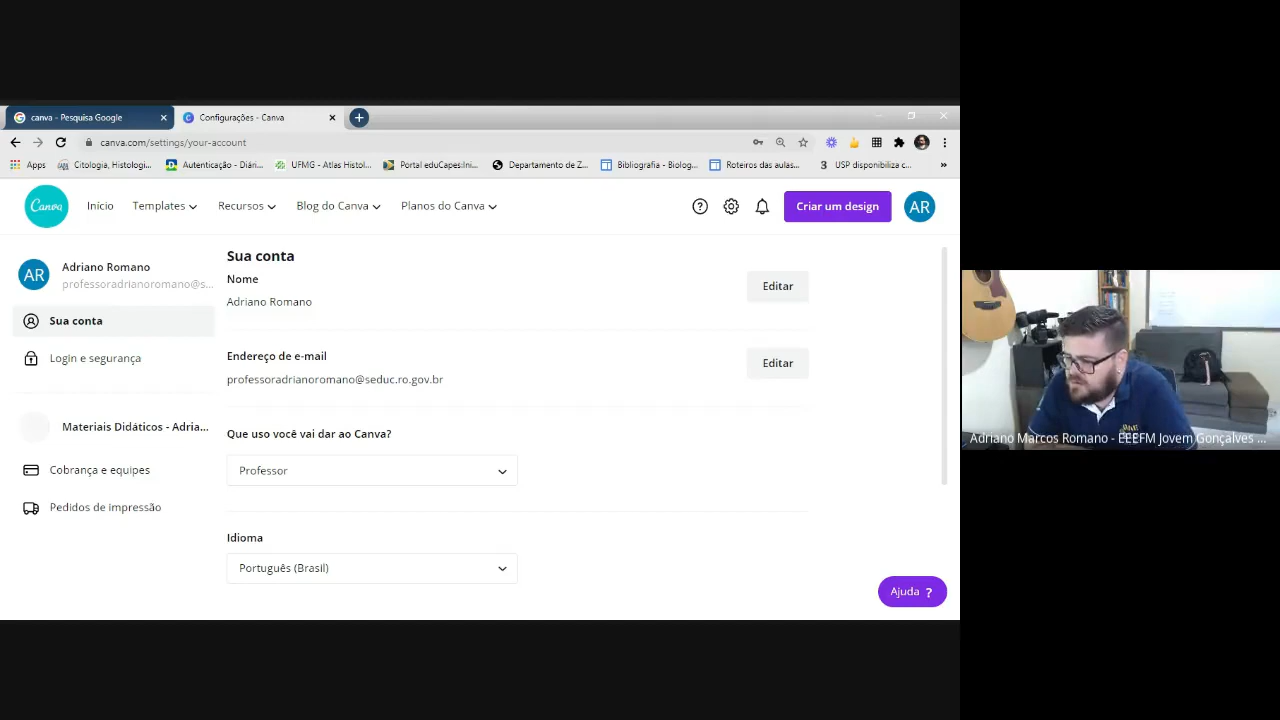 canva - Pesquisa Google
Configurações - Canva
canva.com/settings/your-account
Apps
Citologia, Histologi...
Autenticação - Diári...
UFMG - Atlas Histol...
Portal eduCapes:Ini...
Departamento de Z...
Bibliografia - Biolog...
Roteiros das aulas...
USP disponibiliza c...
Canva
Início
Templates
Recursos
Blog do Canva
Planos do Canva
Criar um design
AR
AR
Adriano Romano
professoradrianoromano@s...
Sua conta
Login e segurança
Materiais Didáticos - Adria...
Cobrança e equipes
Pedidos de impressão
Sua conta
Nome
Editar
Adriano Romano
Endereço de e-mail
Editar
professoradrianoromano@seduc.ro.gov.br
Que uso você vai dar ao Canva?
Professor
Idioma
Português (Brasil)
Ajuda ?
Adriano Marcos Romano - EEEFM Jovem Gonçalves ...